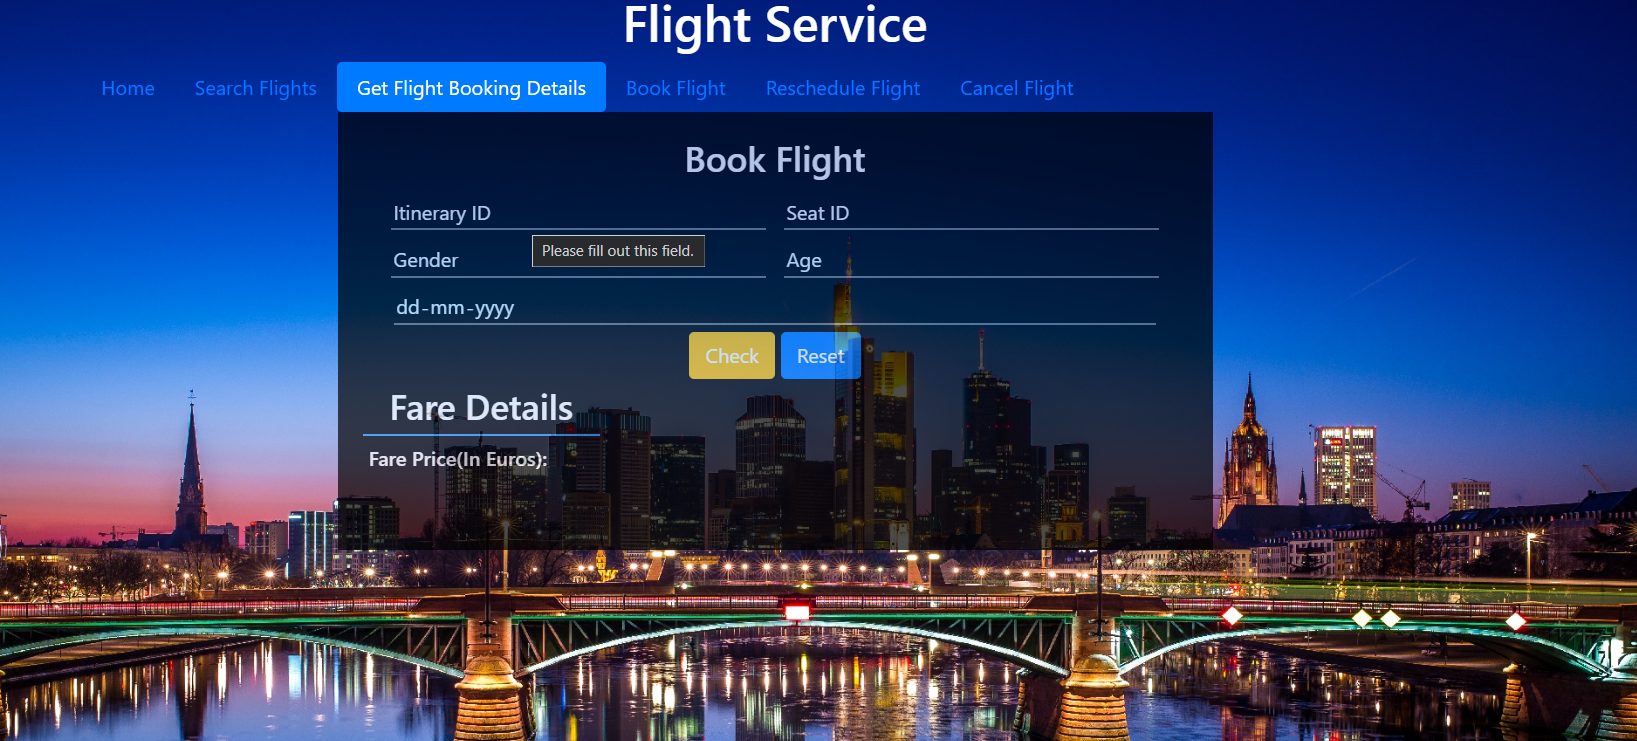 Flight Service
Home Search Flights Get Flight Booking Details Book Flight Reschedule Flight Cancel Flight
Book Flight
Itinerary ID Seat ID
Please fill out this field.
Gender Age
dd-mm-yyyy
Check Reset
Fare Details
Fare Price(In Euros):